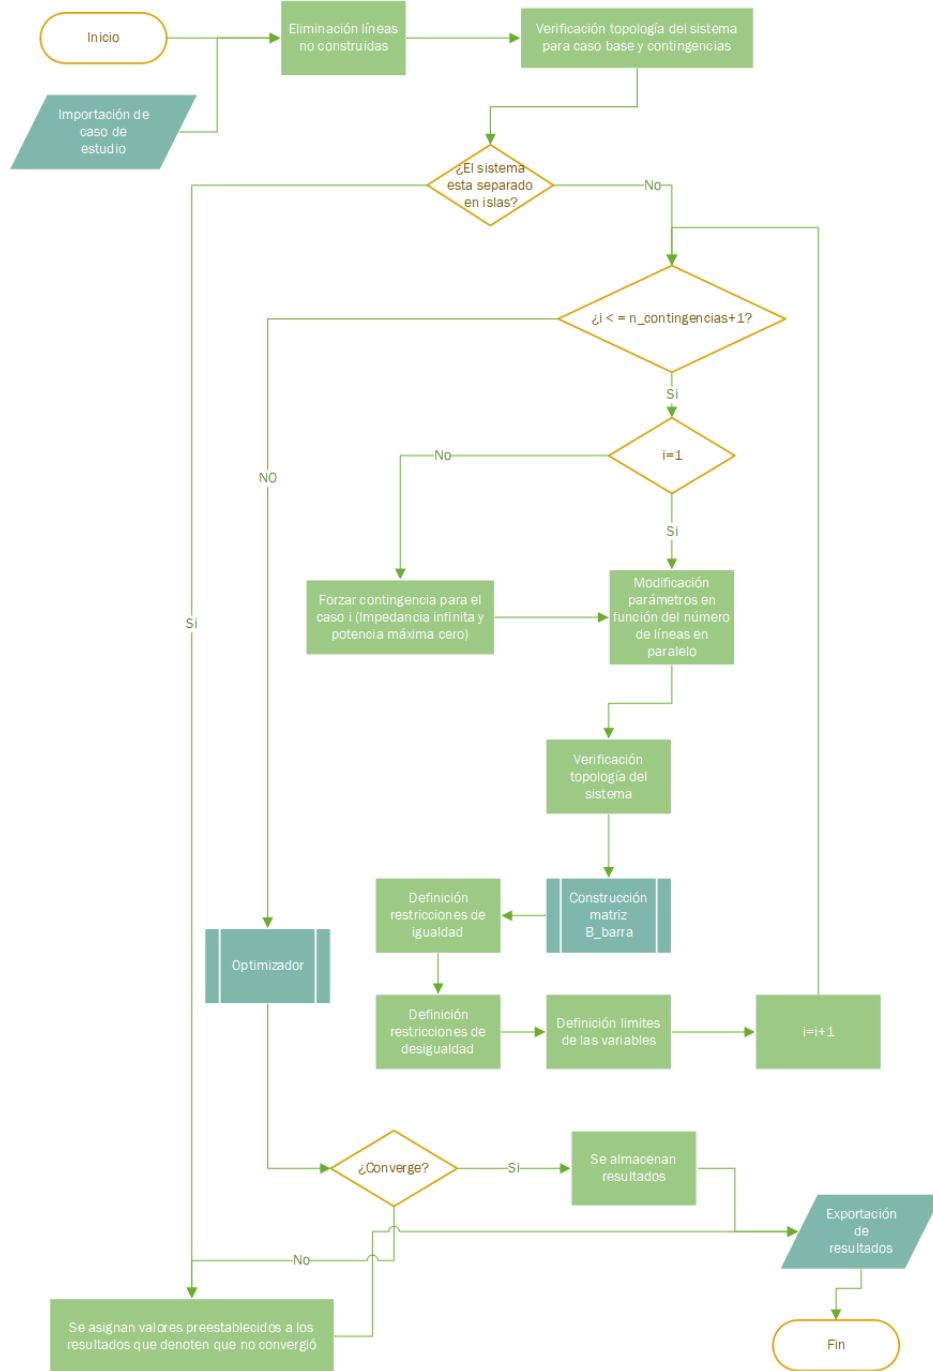 Inicio
Eliminación líneas
no construidas
Verificación topología del sistema
para caso base y contingencias
Importación de
caso de
estudio
¿El sistema
esta separado
en islas?
No
¿i < = n_contingencias+1?
Si
i=1
No
NO
Si
Forzar contingencia para el
caso i (Impedancia infinita y
potencia máxima cero)
Modificación
parámetros en
función del número
de líneas en
paralelo
Si
Verificación
topología del
sistema
Definición
restricciones de
igualdad
Construcción
matriz
B_barra
Optimizador
Definición
restricciones de
desigualdad
Definición limites
de las variables
i=i+1
¿Converge?
Si
Se almacenan
resultados
Exportación
de
resultados
No
Se asignan valores preestablecidos a los
resultados que denoten que no convergió
Fin